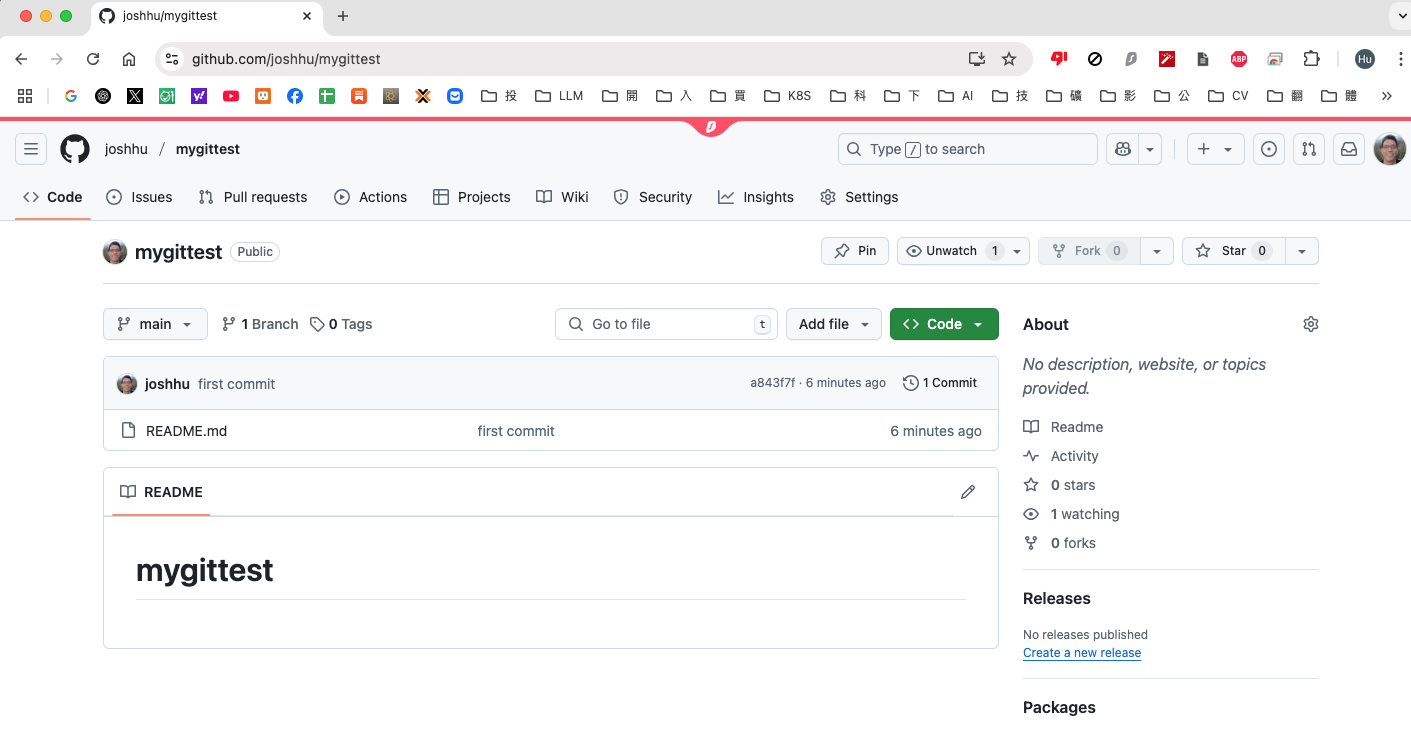 joshhu/mygittest
github.com/joshhu/mygittest
ABP
Hu
投 LLM 開 入 買 K8S 科 下 AI 技 礦 影 公 CV 翻 體
joshhu / mygittest
Type / to search
Code Issues Pull requests Actions Projects Wiki Security Insights Settings
mygittest Public
Pin Unwatch 1 Fork 0 Star 0
main 1 Branch 0 Tags
Go to file t Add file Code
About
No description, website, or topics
provided.
joshhu first commit a843f7f · 6 minutes ago 1 Commit
README.md first commit 6 minutes ago
Readme
Activity
0 stars
1 watching
0 forks
README
mygittest
Releases
No releases published
Create a new release
Packages